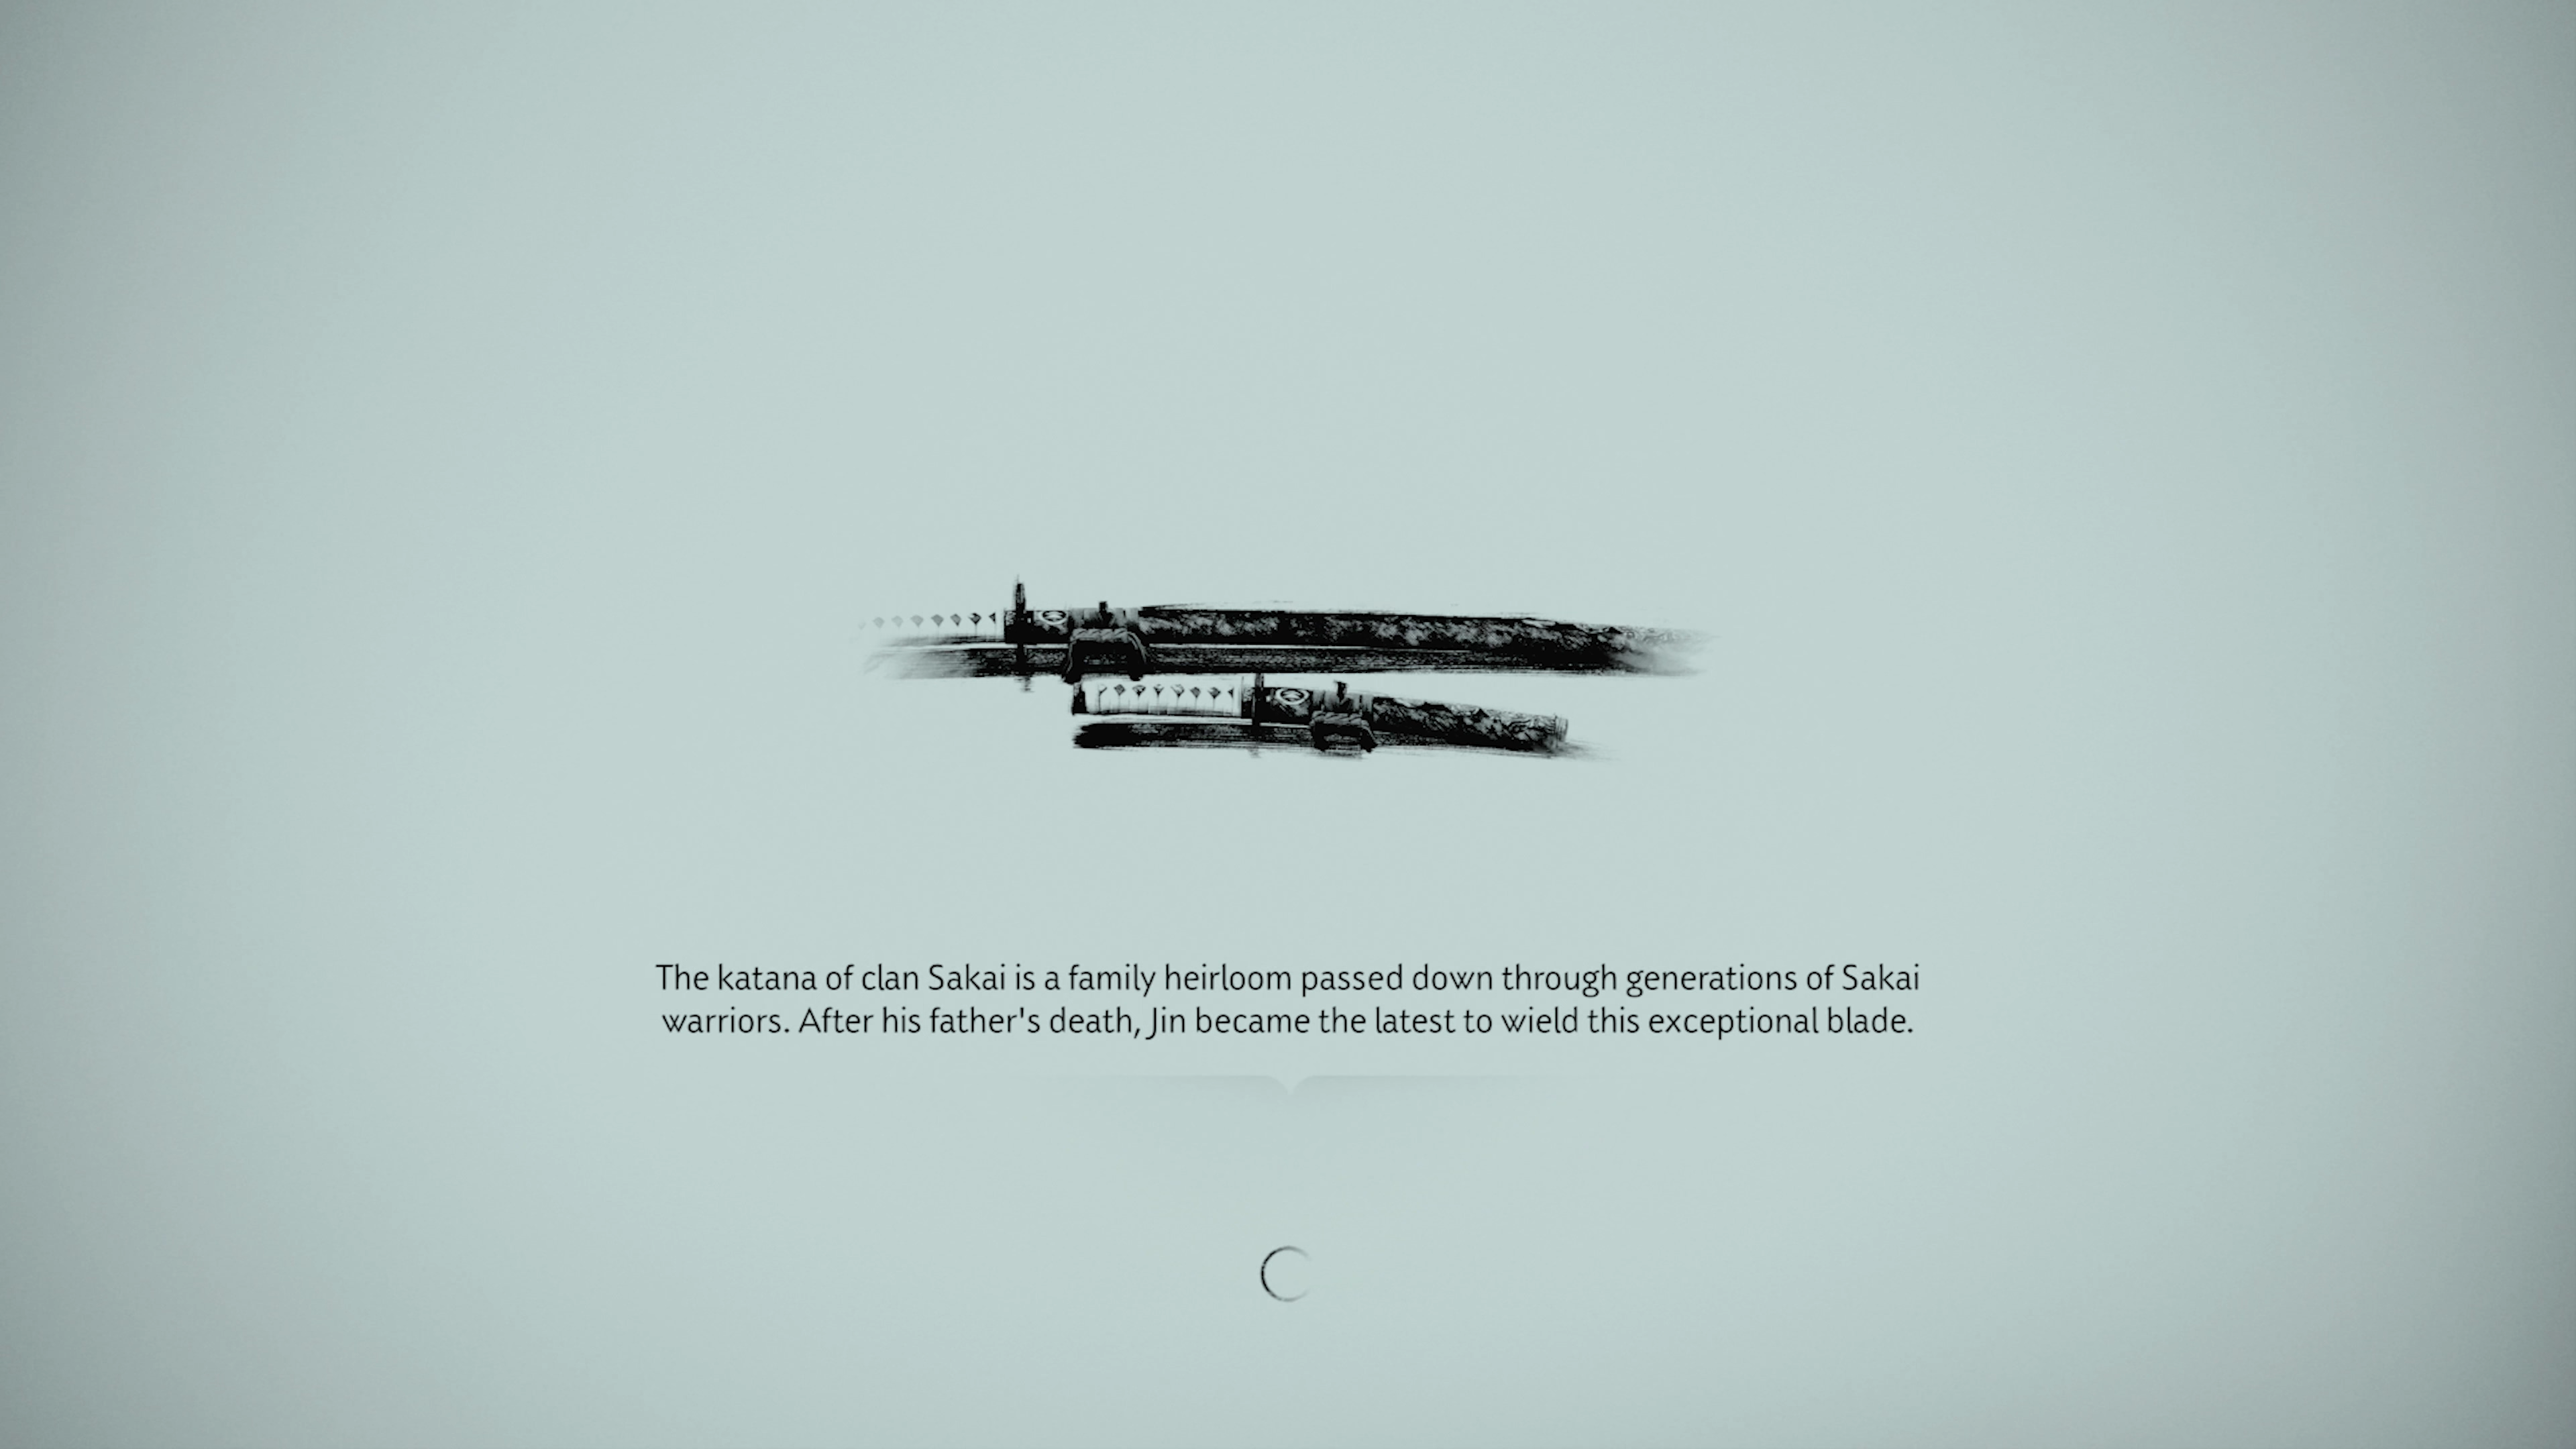 The katana of clan Sakai is a family heirloom passed down through generations of Sakai
warriors. After his father's death, Jin became the latest to wield this exceptional blade.